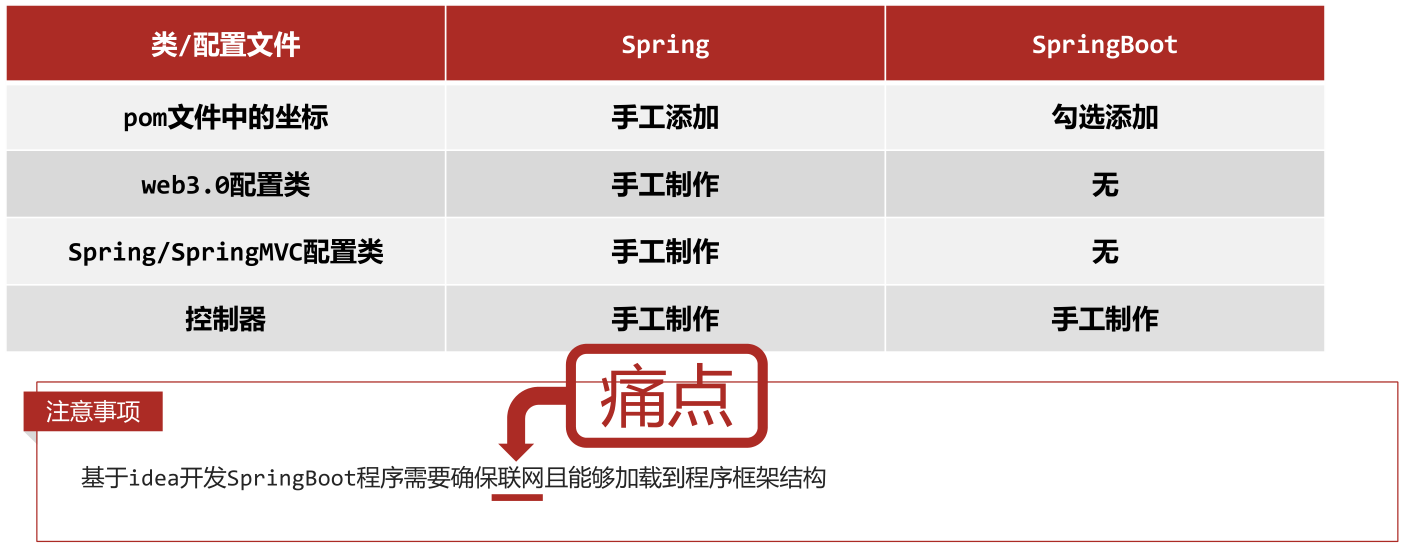 类/配置文件 Spring SpringBoot
pom文件中的坐标 手工添加 勾选添加
web3.0配置类 手工制作 无
Spring/SpringMVC配置类 手工制作 无
控制器 手工制作 手工制作
痛点
注意事项
基于idea开发SpringBoot程序需要确保联网且能够加载到程序框架结构